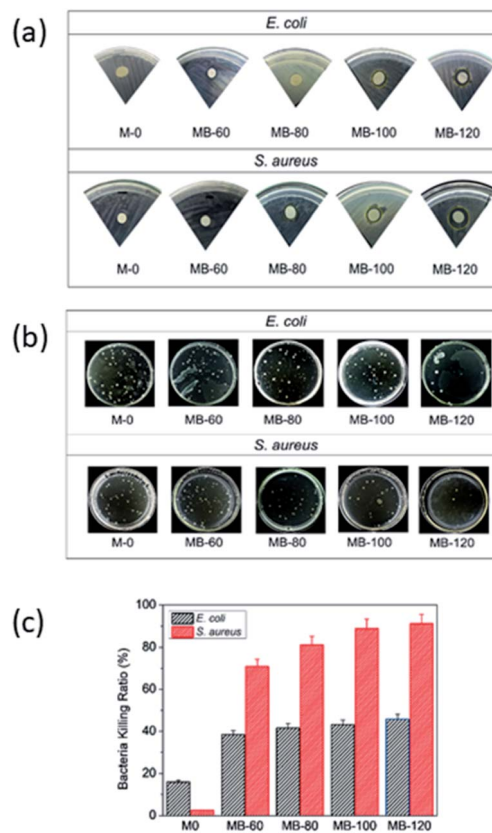 (a)
E. coli
M-0 MB-60 MB-80 MB-100 MB-120
S. aureus
M-0 MB-60 MB-80 MB-100 MB-120
(b)
E. coli
M-0 MB-60 MB-80 MB-100 MB-120
S. aureus
M-0 MB-60 MB-80 MB-100 MB-120
(c)
Bacteria Killing Ratio (%)
100
80
60
40
20
0
E. coli
S. aureus
M0 MB-60 MB-80 MB-100 MB-120